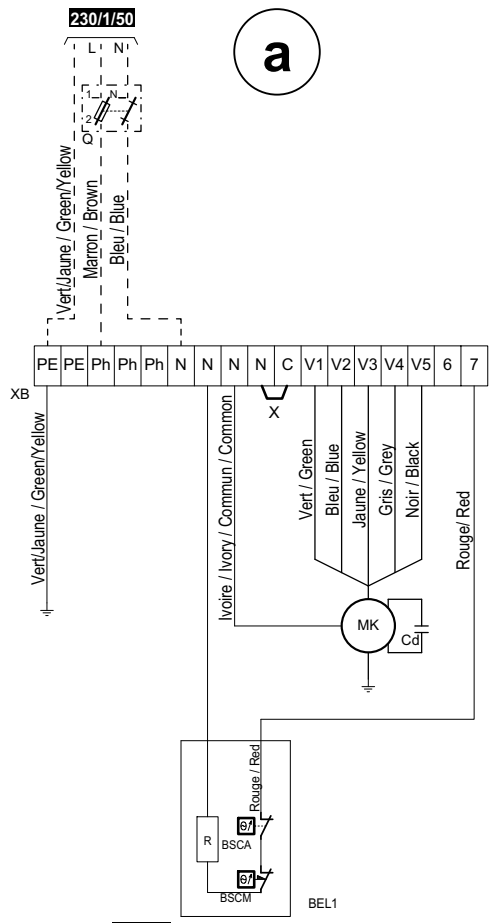 230/1/50
a
L N
1 N
2
Q
Vert/Jaune / Green/Yellow
Marron / Brown
Bleu / Blue
PE PE Ph Ph Ph N N N N C V1 V2 V3 V4 V5 6 7
XB
X
Vert/Jaune / Green/Yellow
Ivoire / Ivory / Commun / Common
Vert / Green
Bleu / Blue
Jaune / Yellow
Gris / Grey
Noir / Black
Rouge/ Red
MK
Cd
Rouge / Red
R
θ/
BSCA
θ/
BSCM
BEL1